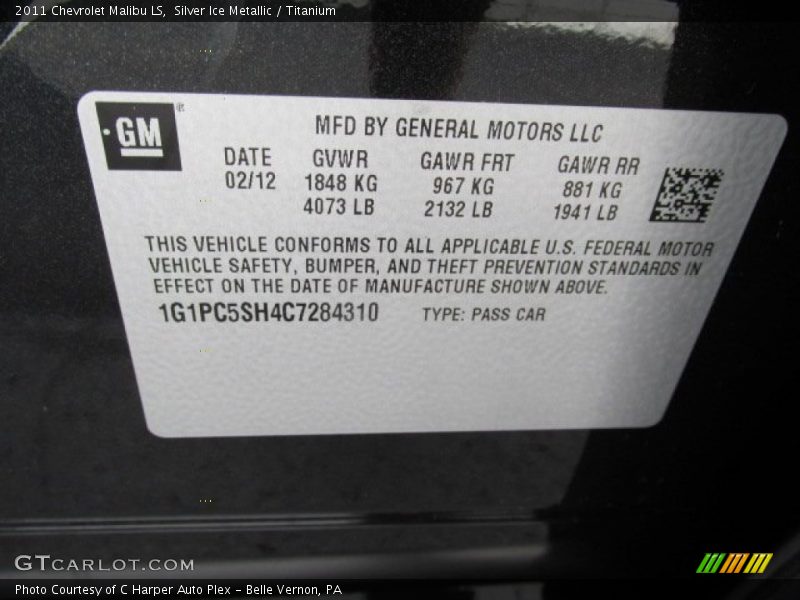 2011 Chevrolet Malibu LS, Silver Ice Metallic / Titanium
GM ®
MFD BY GENERAL MOTORS LLC
DATE GVWR GAWR FRT GAWR RR
02/12 1848 KG 967 KG 881 KG
4073 LB 2132 LB 1941 LB
THIS VEHICLE CONFORMS TO ALL APPLICABLE U.S. FEDERAL MOTOR
VEHICLE SAFETY, BUMPER, AND THEFT PREVENTION STANDARDS IN
EFFECT ON THE DATE OF MANUFACTURE SHOWN ABOVE.
1G1PC5SH4C7284310 TYPE: PASS CAR
GTCARLOT.COM
Photo Courtesy of C Harper Auto Plex - Belle Vernon, PA